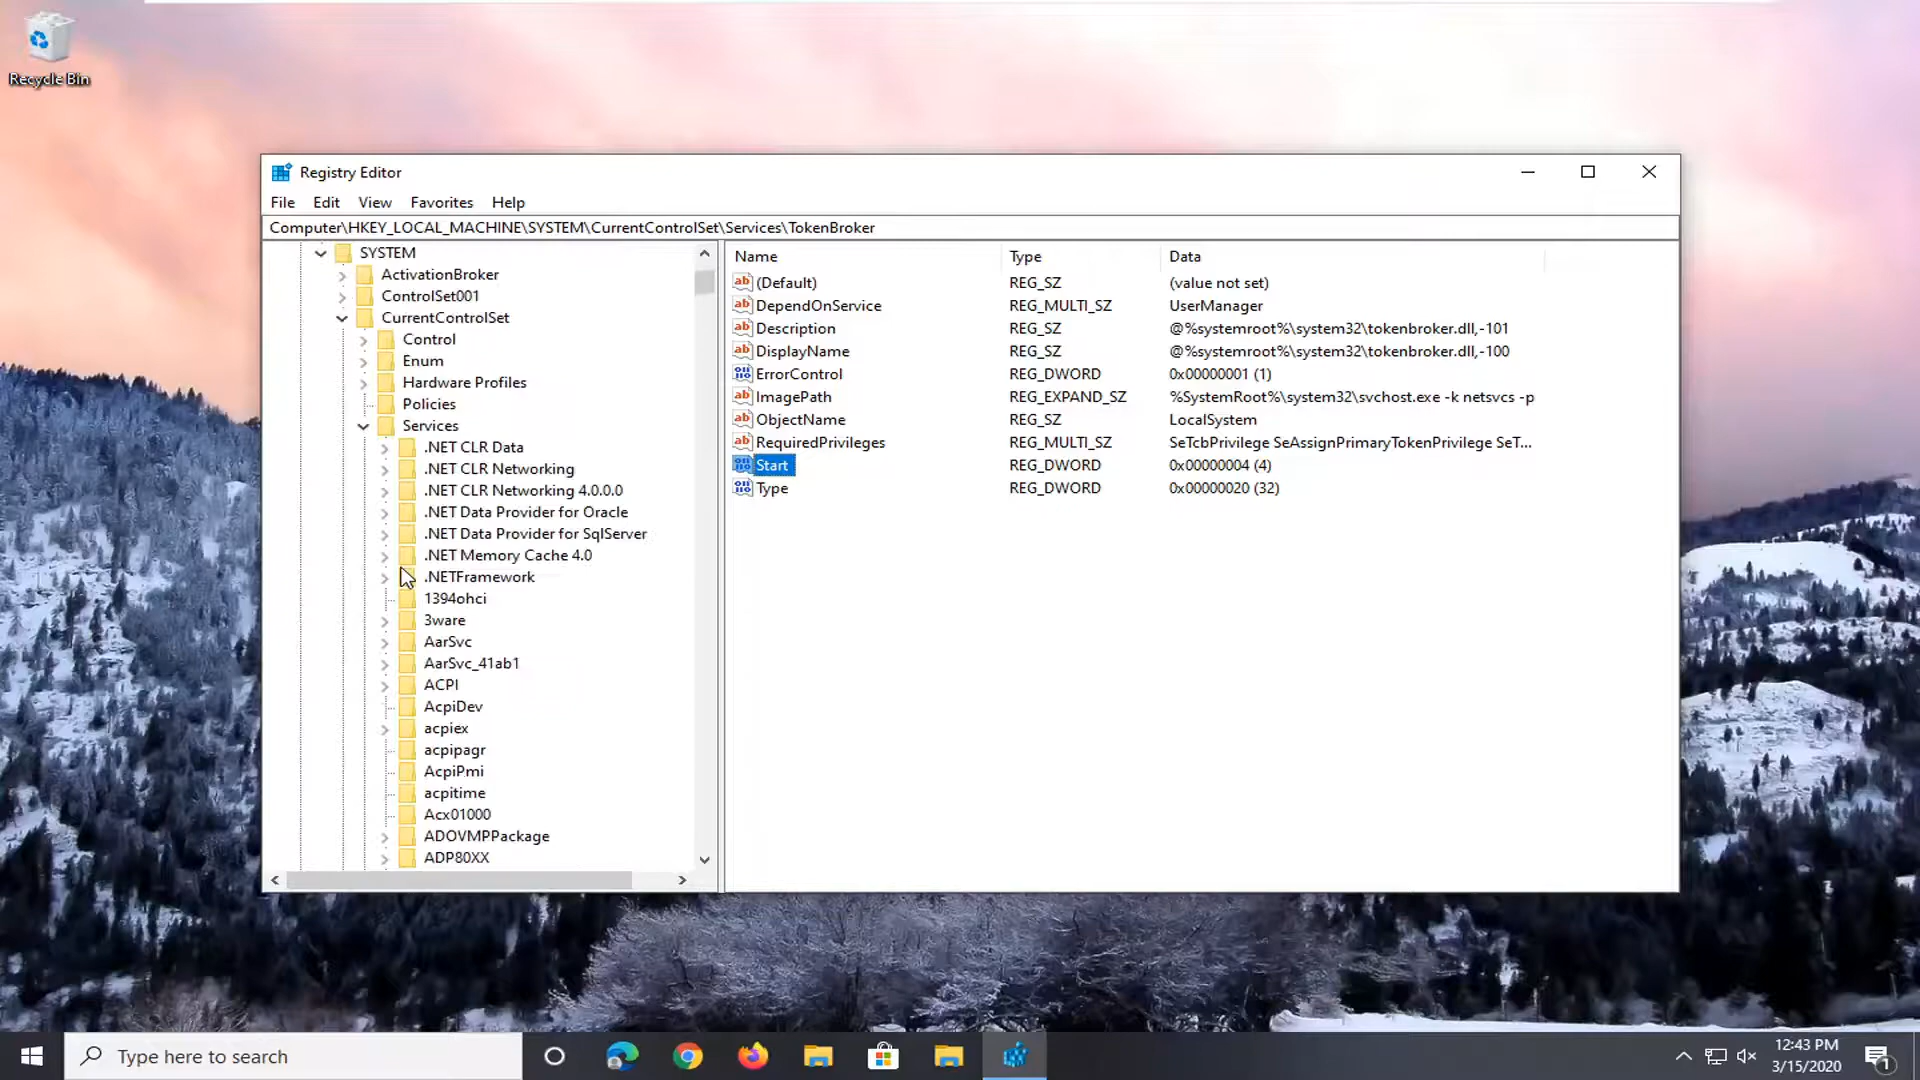 Recycle Bin
Registry Editor
File Edit View Favorites Help
Computer\HKEY_LOCAL_MACHINE\SYSTEM\CurrentControlSet\Services\TokenBroker
SYSTEM
ActivationBroker
ControlSet001
CurrentControlSet
Control
Enum
Hardware Profiles
Policies
Services
.NET CLR Data
.NET CLR Networking
.NET CLR Networking 4.0.0.0
.NET Data Provider for Oracle
.NET Data Provider for SqlServer
.NET Memory Cache 4.0
.NETFramework
1394ohci
3ware
AarSvc
AarSvc_41ab1
ACPI
AcpiDev
acpiex
acpipagr
AcpiPmi
acpitime
Acx01000
ADOVMPPackage
ADP80XX
Name Type Data
(Default) REG_SZ (value not set)
DependOnService REG_MULTI_SZ UserManager
Description REG_SZ @%systemroot%\system32\tokenbroker.dll,-101
DisplayName REG_SZ @%systemroot%\system32\tokenbroker.dll,-100
ErrorControl REG_DWORD 0x00000001 (1)
ImagePath REG_EXPAND_SZ %SystemRoot%\system32\svchost.exe -k netsvcs -p
ObjectName REG_SZ LocalSystem
RequiredPrivileges REG_MULTI_SZ SeTcbPrivilege SeAssignPrimaryTokenPrivilege SeT...
Start REG_DWORD 0x00000004 (4)
Type REG_DWORD 0x00000020 (32)
Type here to search
12:43 PM
3/15/2020
1